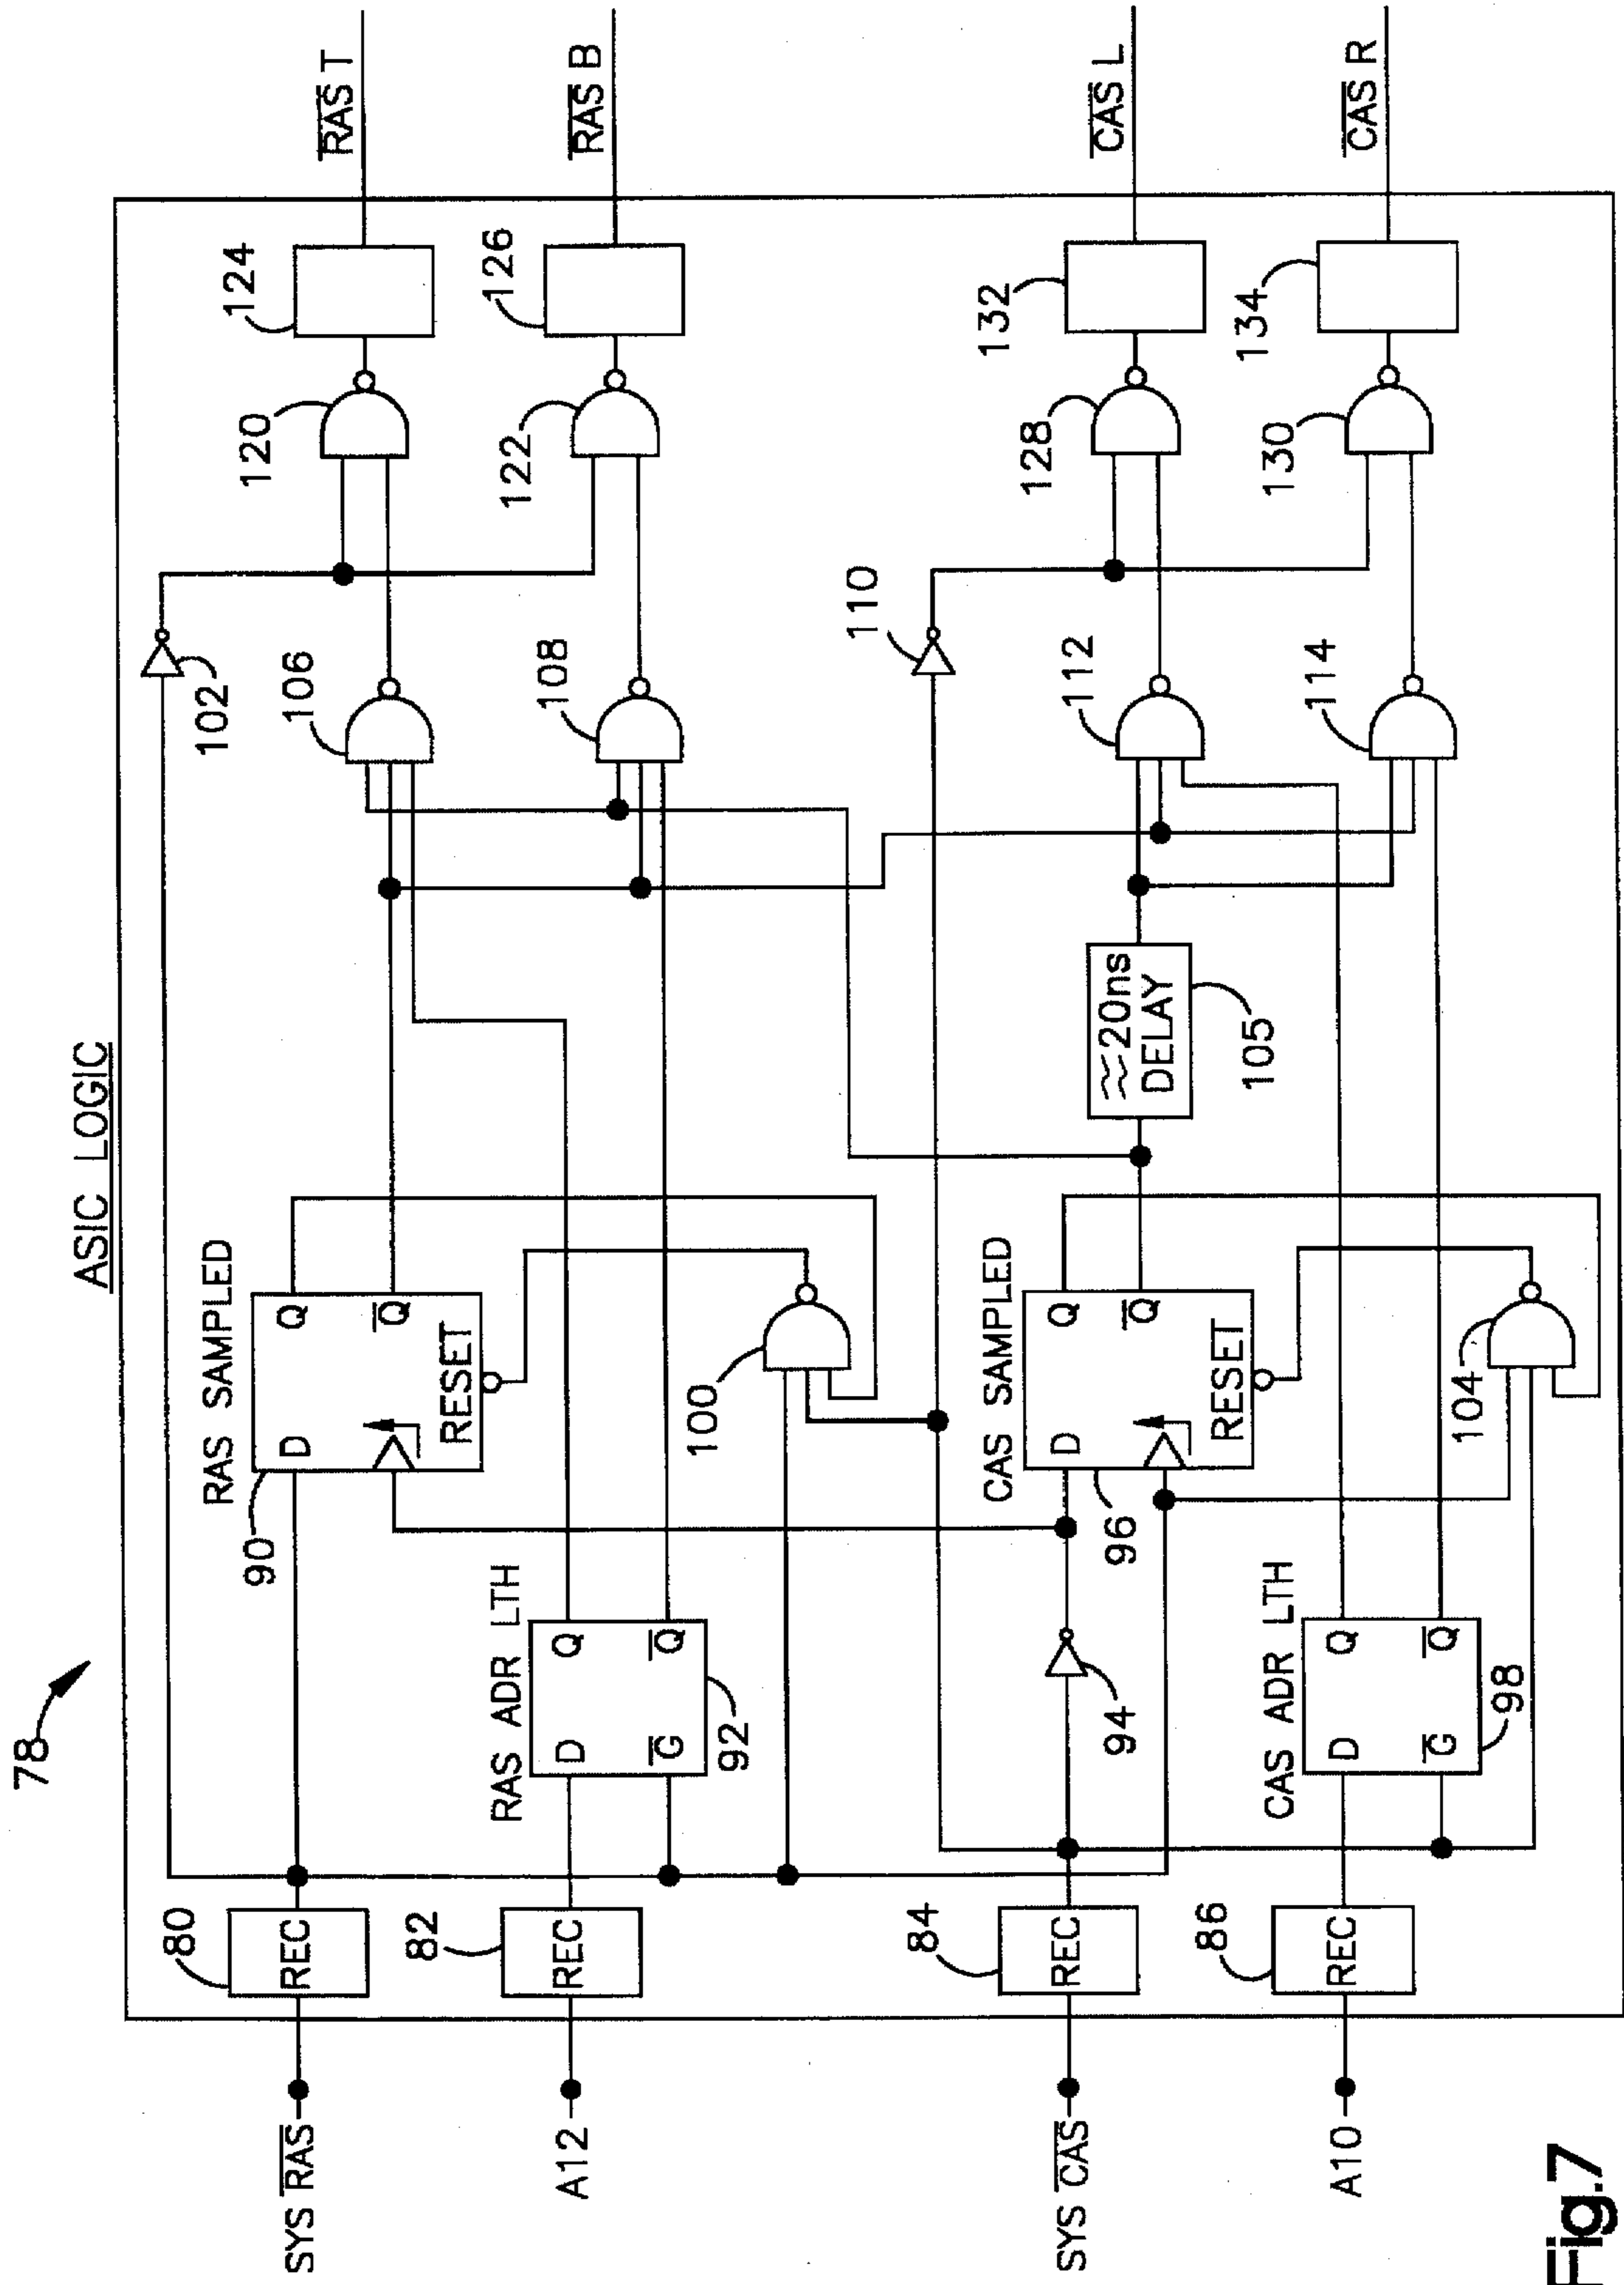 78
ASIC LOGIC
SYS RAS
80
REC
90
RAS SAMPLED
D
Q
Q
RESET
102
106
120
124
RAS T
A12
82
REC
RAS ADR LTH
D
Q
G
Q
92
100
108
122
126
RAS B
SYS CAS
84
REC
94
96
CAS SAMPLED
D
Q
Q
RESET
≈20ns
DELAY
105
110
112
128
132
CAS L
A10
86
REC
CAS ADR LTH
D
Q
G
Q
98
104
114
130
134
CAS R
Fig.7